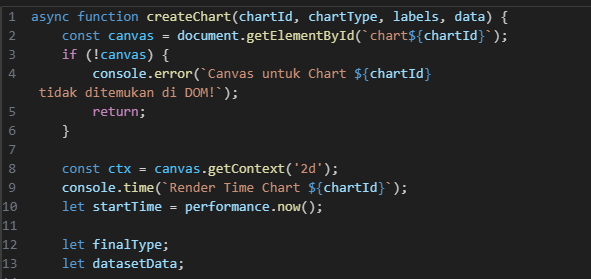 1 async function createChart(chartId, chartType, labels, data) {
2     const canvas = document.getElementById(`chart${chartId}`);
3     if (!canvas) {
4         console.error(`Canvas untuk Chart ${chartId}
 tidak ditemukan di DOM!`);
5         return;
6     }
7
8     const ctx = canvas.getContext('2d');
9     console.time(`Render Time Chart ${chartId}`);
10     let startTime = performance.now();
11
12     let finalType;
13     let datasetData;